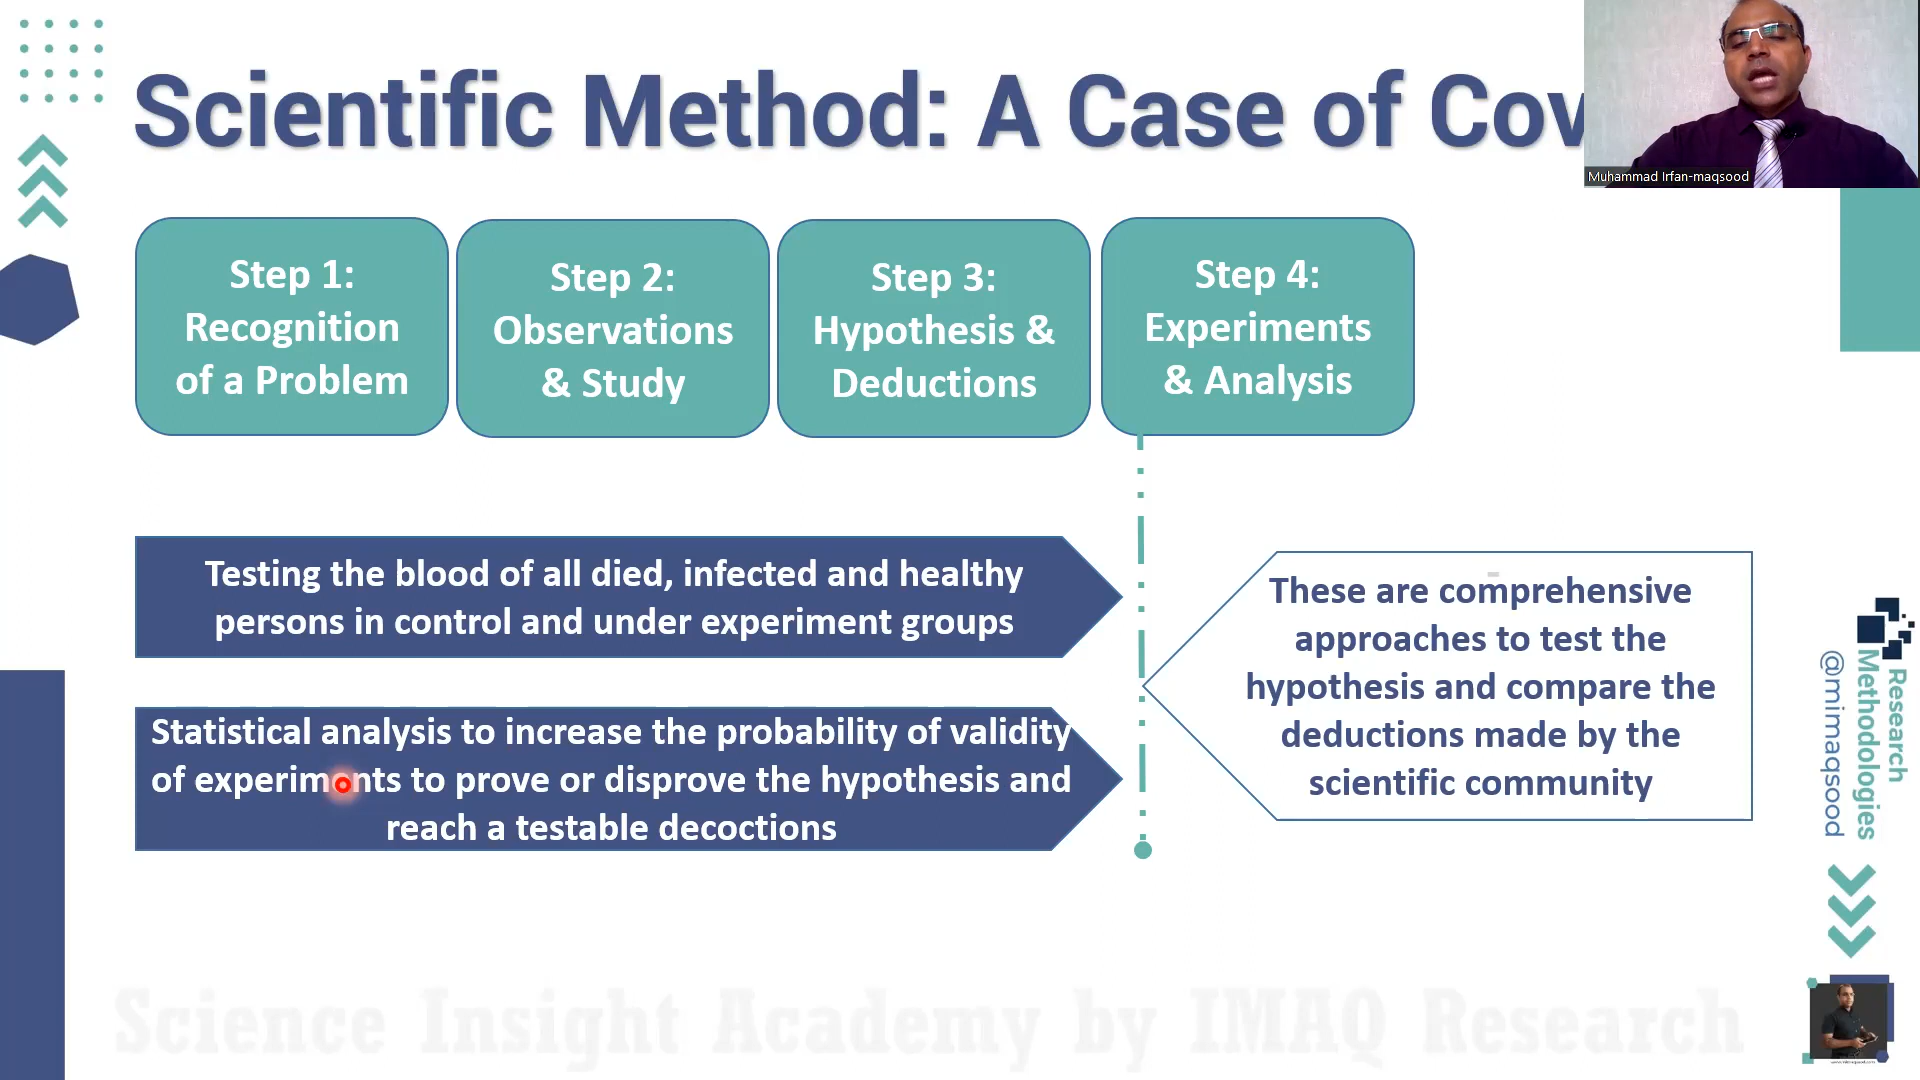 Scientific Method: A Case of Cov
Muhammad Irfan-maqsood
Step 1:
Recognition
of a Problem
Step 2:
Observations
& Study
Step 3:
Hypothesis &
Deductions
Step 4:
Experiments
& Analysis
Testing the blood of all died, infected and healthy
persons in control and under experiment groups
Statistical analysis to increase the probability of validity
of experiments to prove or disprove the hypothesis and
reach a testable decoctions
These are comprehensive
approaches to test the
hypothesis and compare the
deductions made by the
scientific community
Research
Methodologies
@mimaqsood
Science Insight Academy by IMAQ Research